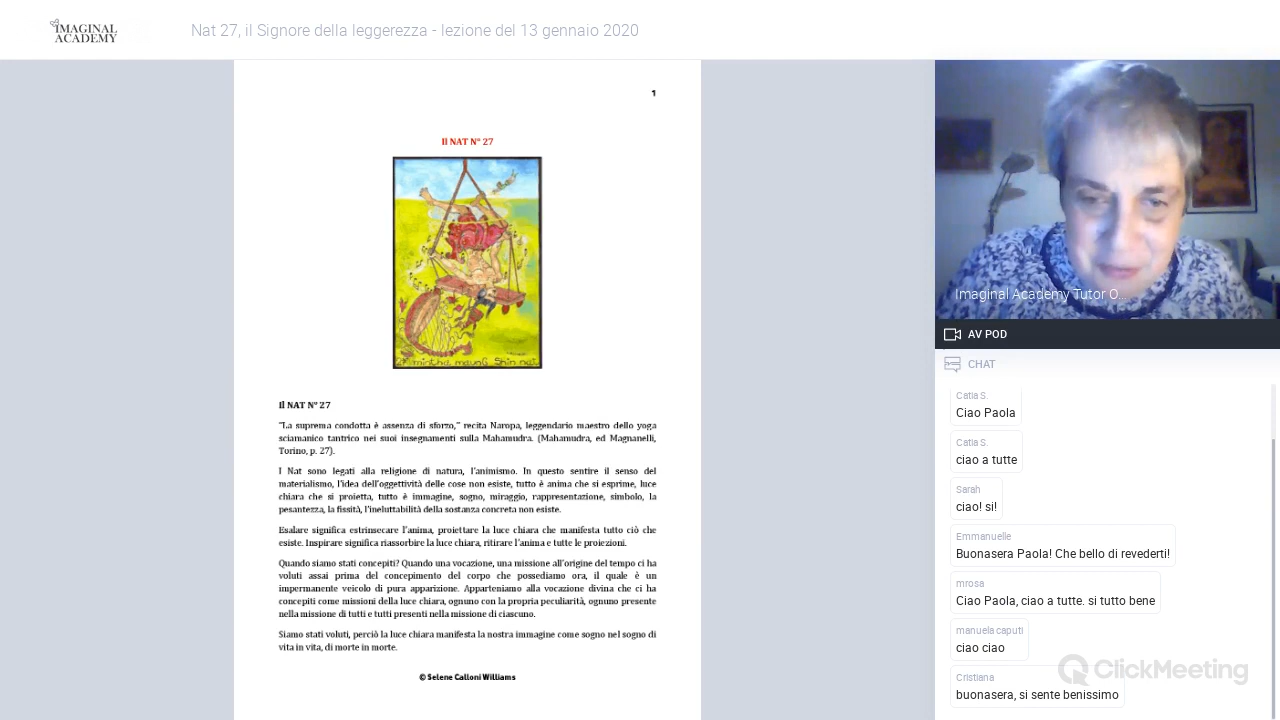 IMAGINAL
ACADEMY
Nat 27, il Signore della leggerezza - lezione del 13 gennaio 2020
1
Il NAT N° 27
27 mintha maung Shin nat
Il NAT N° 27
"La suprema condotta è assenza di sforzo," recita Naropa, leggendario maestro dello yoga
sciamanico tantrico nei suoi insegnamenti sulla Mahamudra. (Mahamudra, ed Magnanelli,
Torino, p. 27).
I Nat sono legati alla religione di natura, l'animismo. In questo sentire il senso del
materialismo, l'idea dell'oggettività delle cose non esiste, tutto è anima che si esprime, luce
chiara che si proietta, tutto è immagine, sogno, miraggio, rappresentazione, simbolo, la
pesantezza, la fissità, l'ineluttabilità della sostanza concreta non esiste.
Esalare significa estrinsecare l'anima, proiettare la luce chiara che manifesta tutto ciò che
esiste. Inspirare significa riassorbire la luce chiara, ritirare l'anima e tutte le proiezioni.
Quando siamo stati concepiti? Quando una vocazione, una missione all'origine del tempo ci ha
voluti assai prima del concepimento del corpo che possediamo ora, il quale è un
impermanente veicolo di pura apparizione. Apparteniamo alla vocazione divina che ci ha
concepiti come missioni della luce chiara, ognuno con la propria peculiarità, ognuno presente
nella missione di tutti e tutti presenti nella missione di ciascuno.
Siamo stati voluti, perciò la luce chiara manifesta la nostra immagine come sogno nel sogno di
vita in vita, di morte in morte.
© Selene Calloni Williams
Imaginal Academy Tutor O...
AV POD
CHAT
Catia S.
Ciao Paola
Catia S.
ciao a tutte
Sarah
ciao! si!
Emmanuelle
Buonasera Paola! Che bello di revederti!
mrosa
Ciao Paola, ciao a tutte. si tutto bene
manuela caputi
ciao ciao
Cristiana
buonasera, si sente benissimo
ClickMeeting